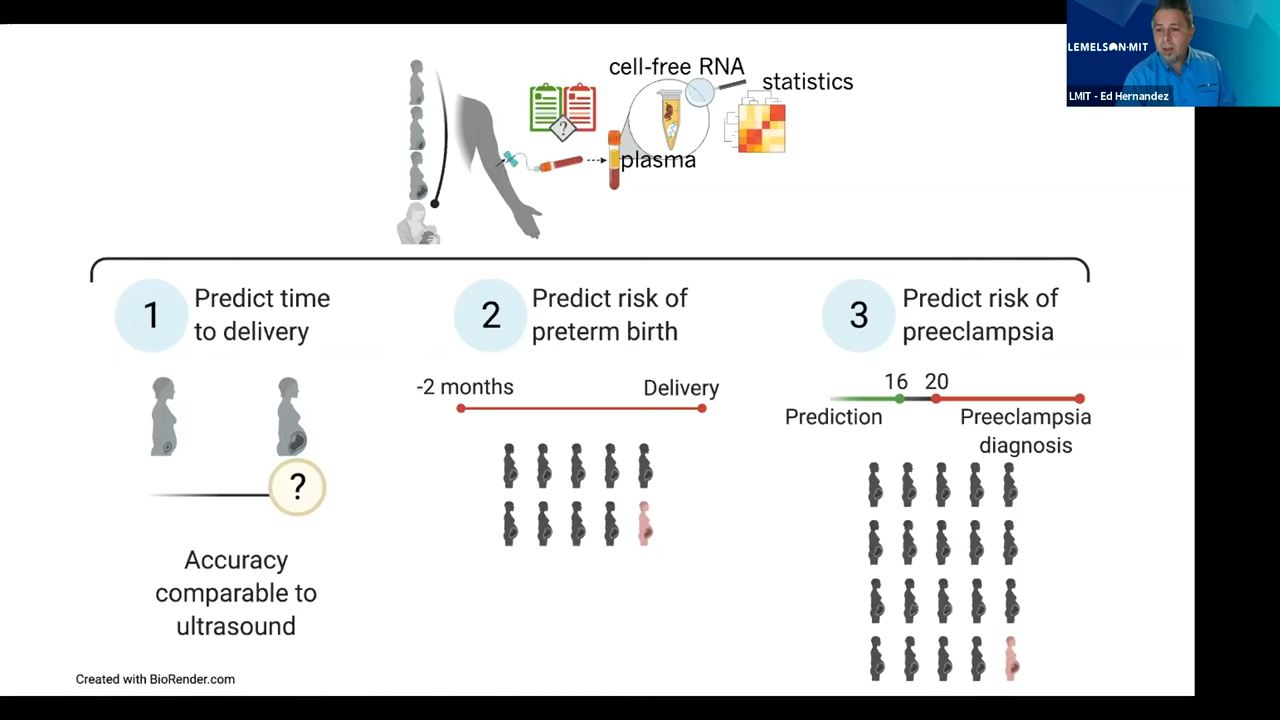 LEMELSON-MIT
LMIT - Ed Hernandez
cell-free RNA
statistics
?
plasma
1
Predict time
to delivery
?
Accuracy
comparable to
ultrasound
2
Predict risk of
preterm birth
-2 months
Delivery
3
Predict risk of
preeclampsia
16
20
Prediction
Preeclampsia
diagnosis
Created with BioRender.com